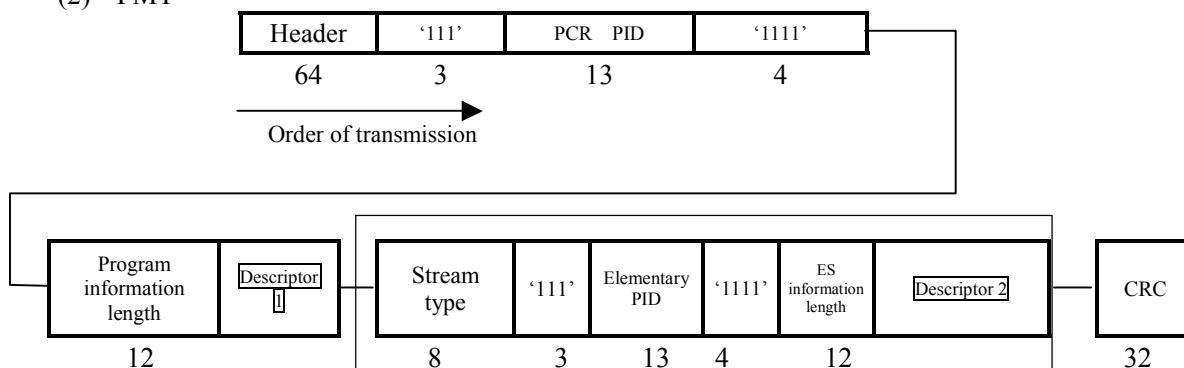 (2) PMT
Header ‘111’ PCR PID ‘1111’
64 3 13 4
Order of transmission
Program information length
Descriptor 1
Stream type
‘111’
Elementary PID
‘1111’
ES information length
Descriptor 2
CRC
12 8 3 13 4 12 32